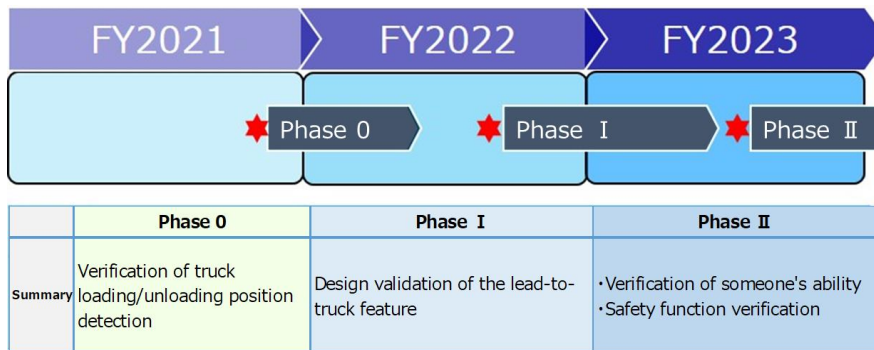 FY2021
FY2022
FY2023
Phase 0
Phase Ⅰ
Phase Ⅱ
Phase 0
Phase Ⅰ
Phase Ⅱ
Summary
Verification of truck
loading/unloading position
detection
Design validation of the lead-to-
truck feature
・Verification of someone's ability
・Safety function verification